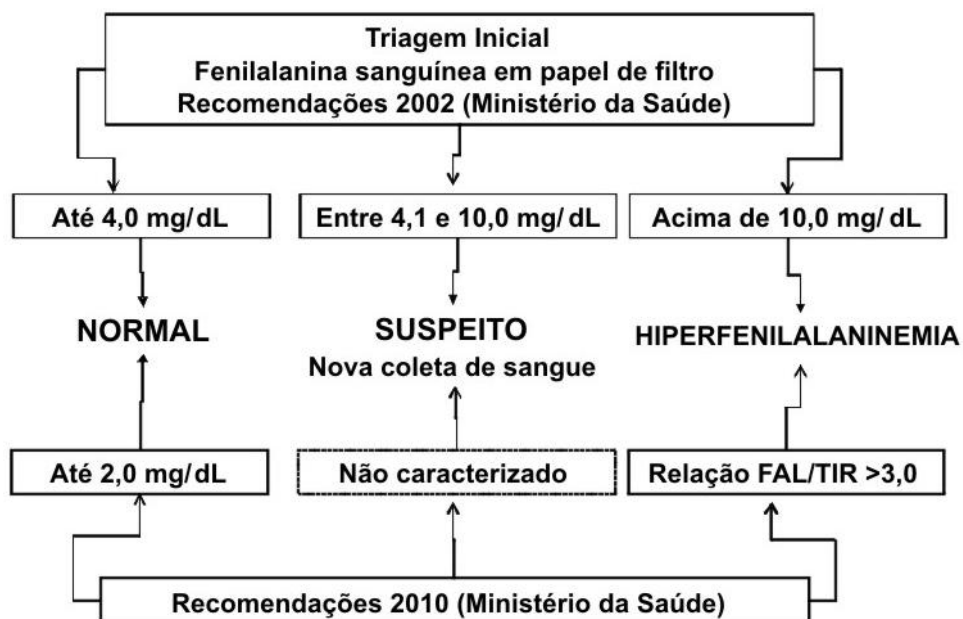 Triagem Inicial
Fenilalanina sanguínea em papel de filtro
Recomendações 2002 (Ministério da Saúde)
Até 4,0 mg/dL
Entre 4,1 e 10,0 mg/dL
Acima de 10,0 mg/dL
NORMAL
SUSPEITO
Nova coleta de sangue
HIPERFENILALANINEMIA
Até 2,0 mg/dL
Não caracterizado
Relação FAL/TIR >3,0
Recomendações 2010 (Ministério da Saúde)